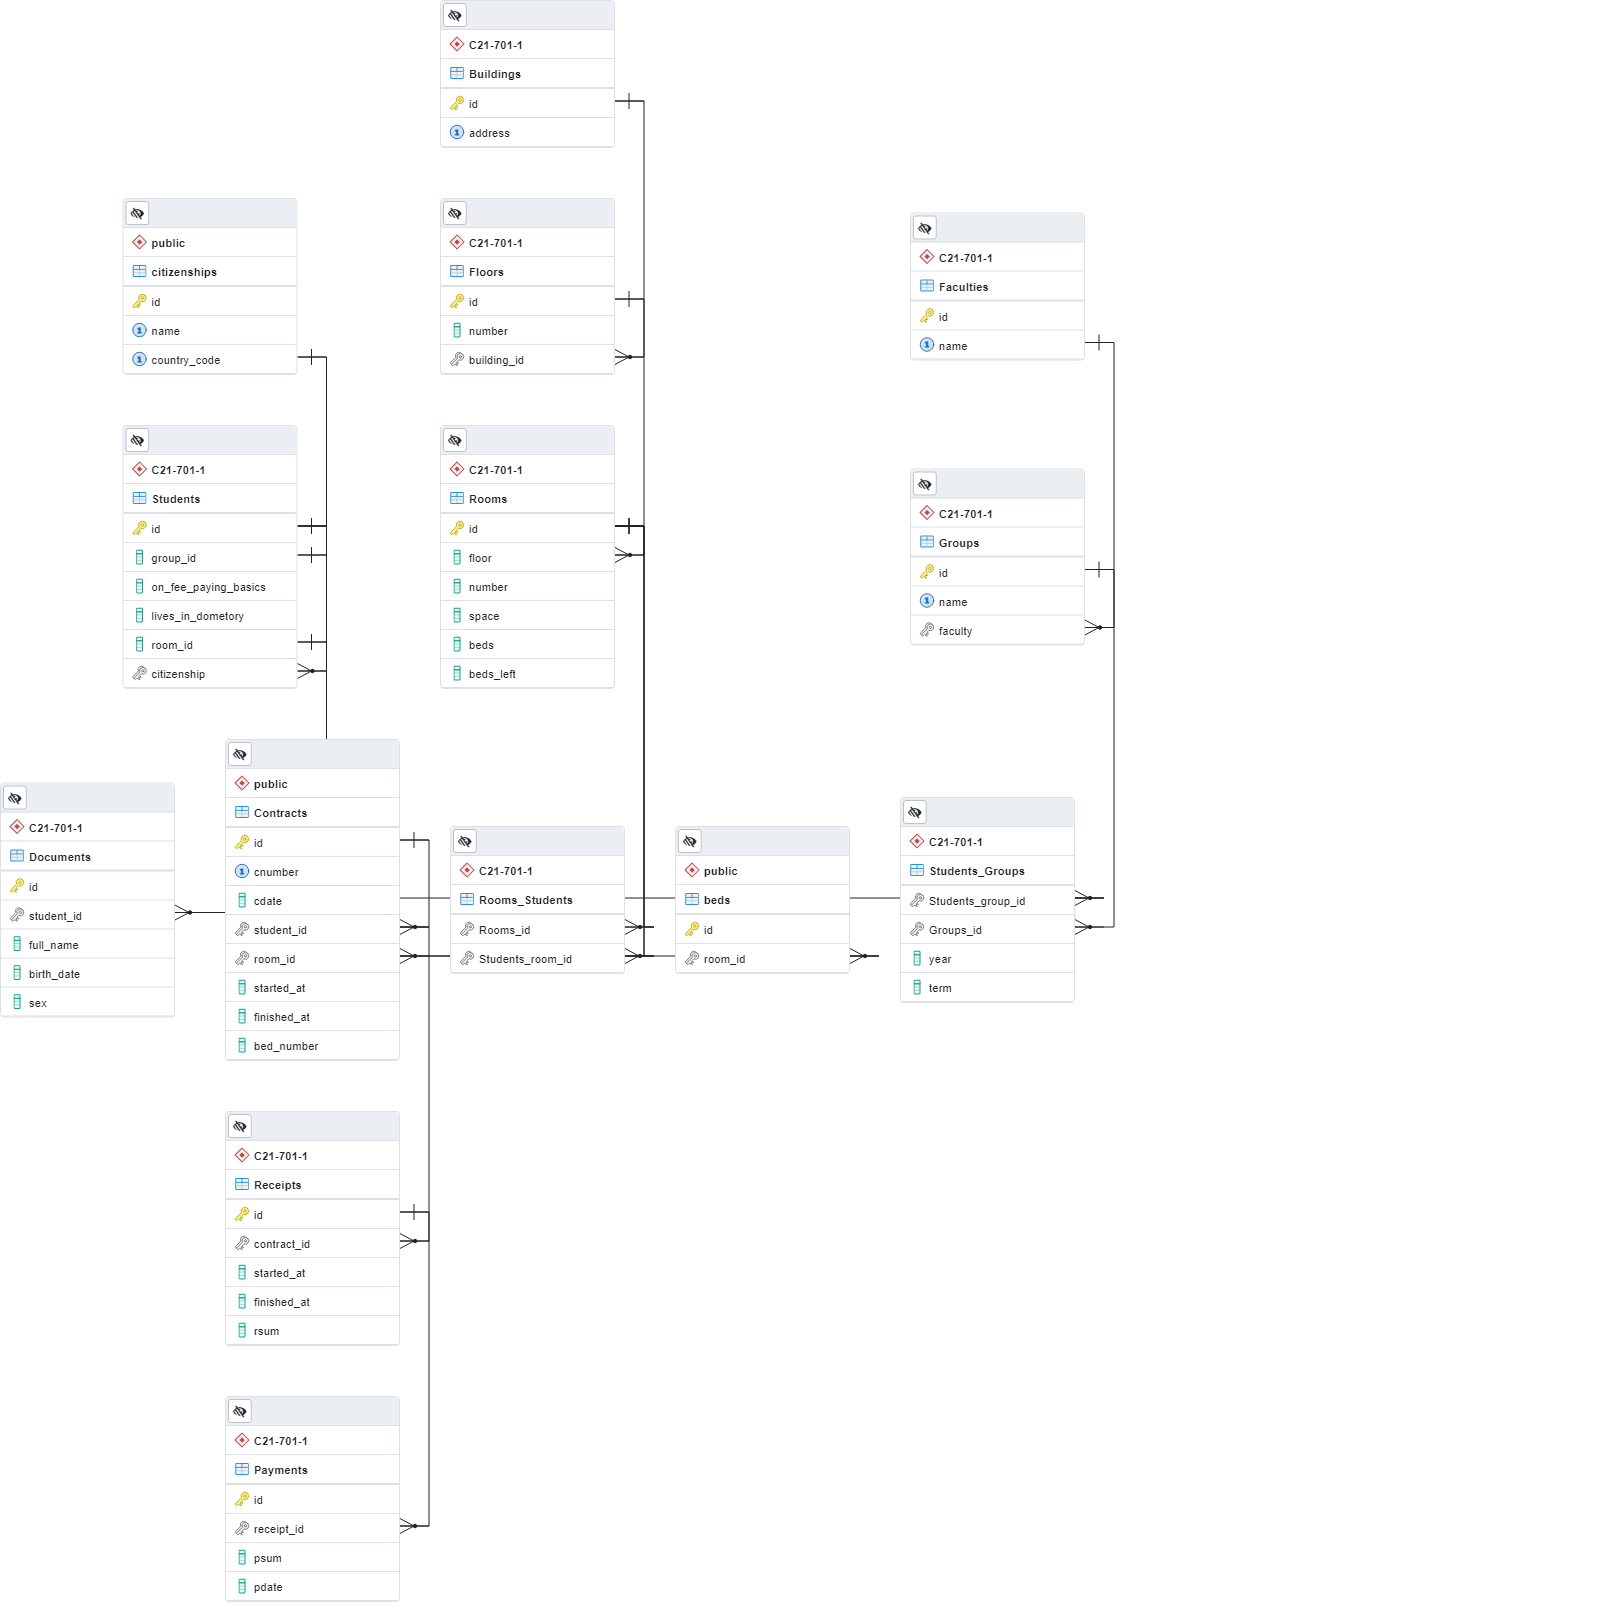 C21-701-1
Buildings
id
address
public
citizenships
id
name
country_code
C21-701-1
Floors
id
number
building_id
C21-701-1
Faculties
id
name
C21-701-1
Students
id
group_id
on_fee_paying_basics
lives_in_dometory
room_id
citizenship
C21-701-1
Rooms
id
floor
number
space
beds
beds_left
C21-701-1
Groups
id
name
faculty
C21-701-1
Documents
id
student_id
full_name
birth_date
sex
public
Contracts
id
cnumber
cdate
student_id
room_id
started_at
finished_at
bed_number
C21-701-1
Rooms_Students
Rooms_id
Students_room_id
public
beds
id
room_id
C21-701-1
Students_Groups
Students_group_id
Groups_id
year
term
C21-701-1
Receipts
id
contract_id
started_at
finished_at
rsum
C21-701-1
Payments
id
receipt_id
psum
pdate